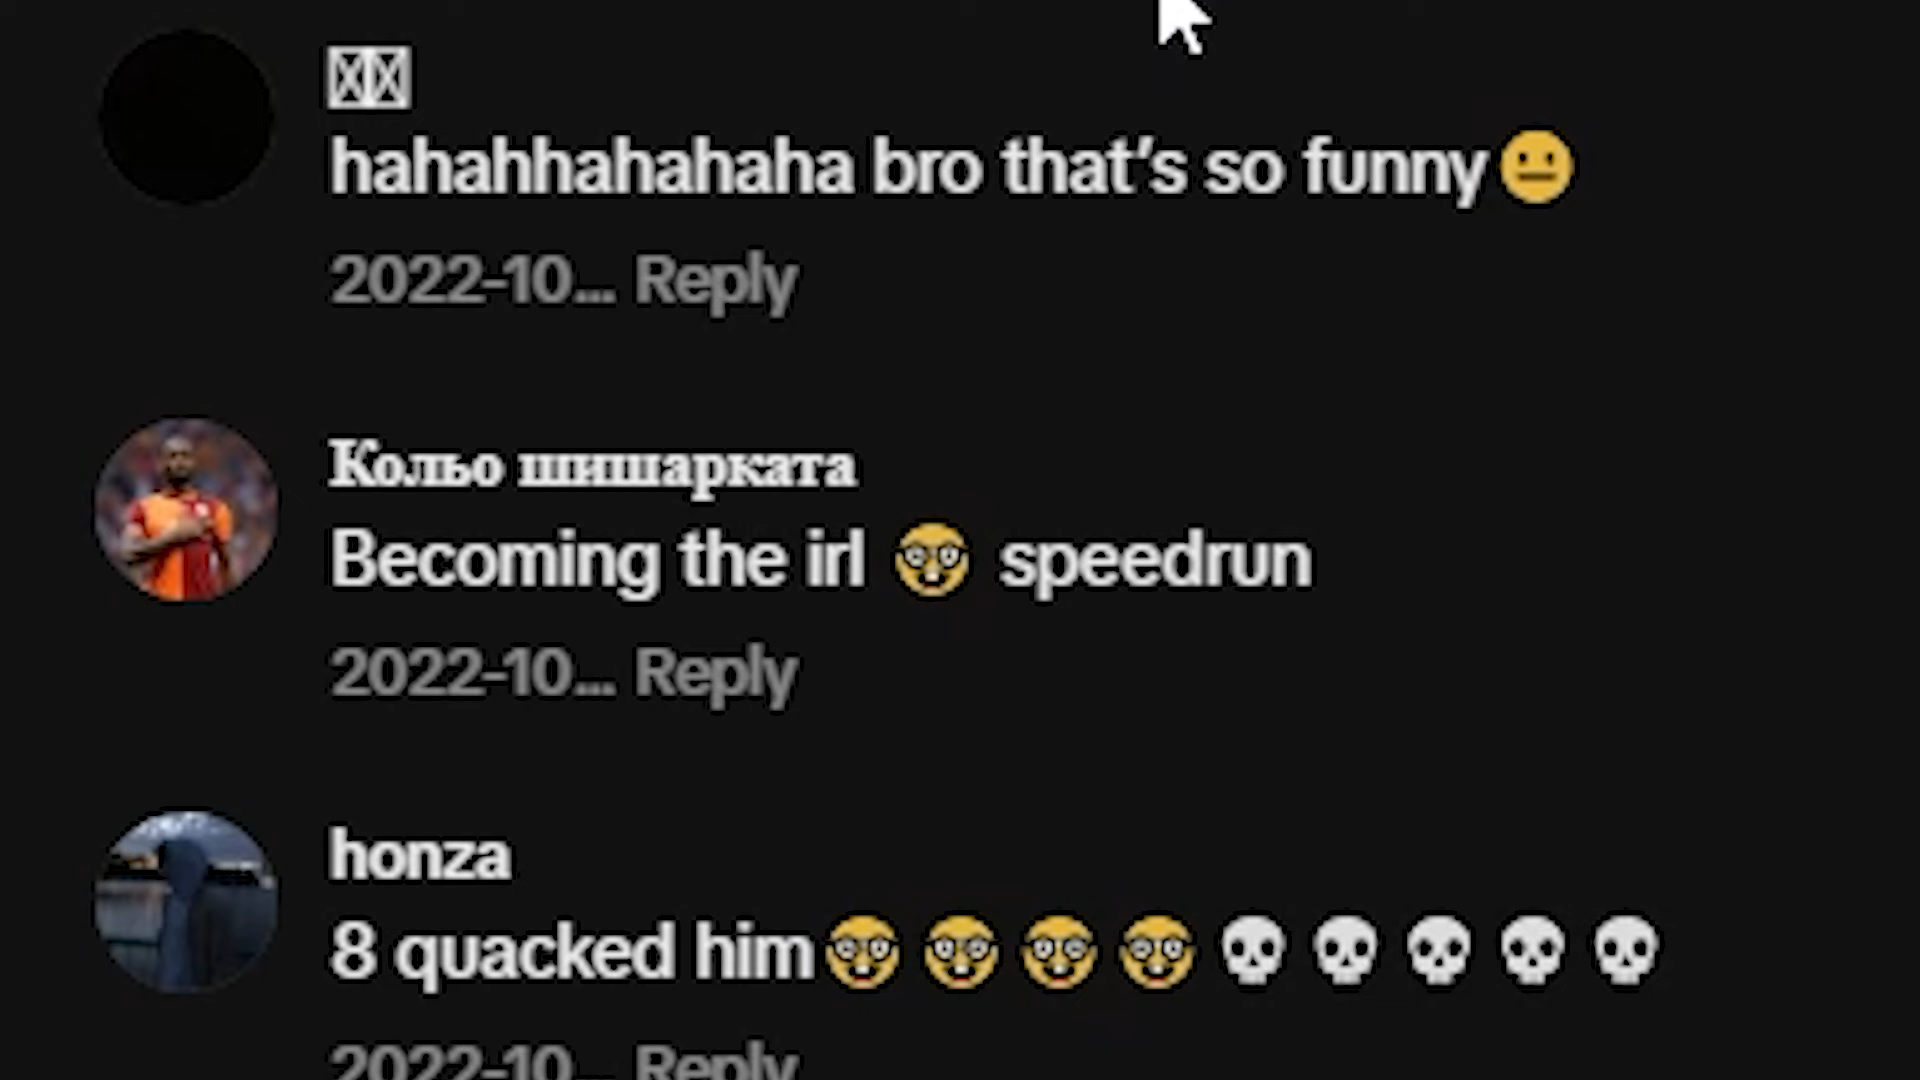 hahahhahahaha bro that's so funny😐
2022-10... Reply
Кольо шишарката
Becoming the irl 🤓 speedrun
2022-10... Reply
honza
8 quacked him🤓🤓🤓🤓💀💀💀💀💀
2022-10... Reply